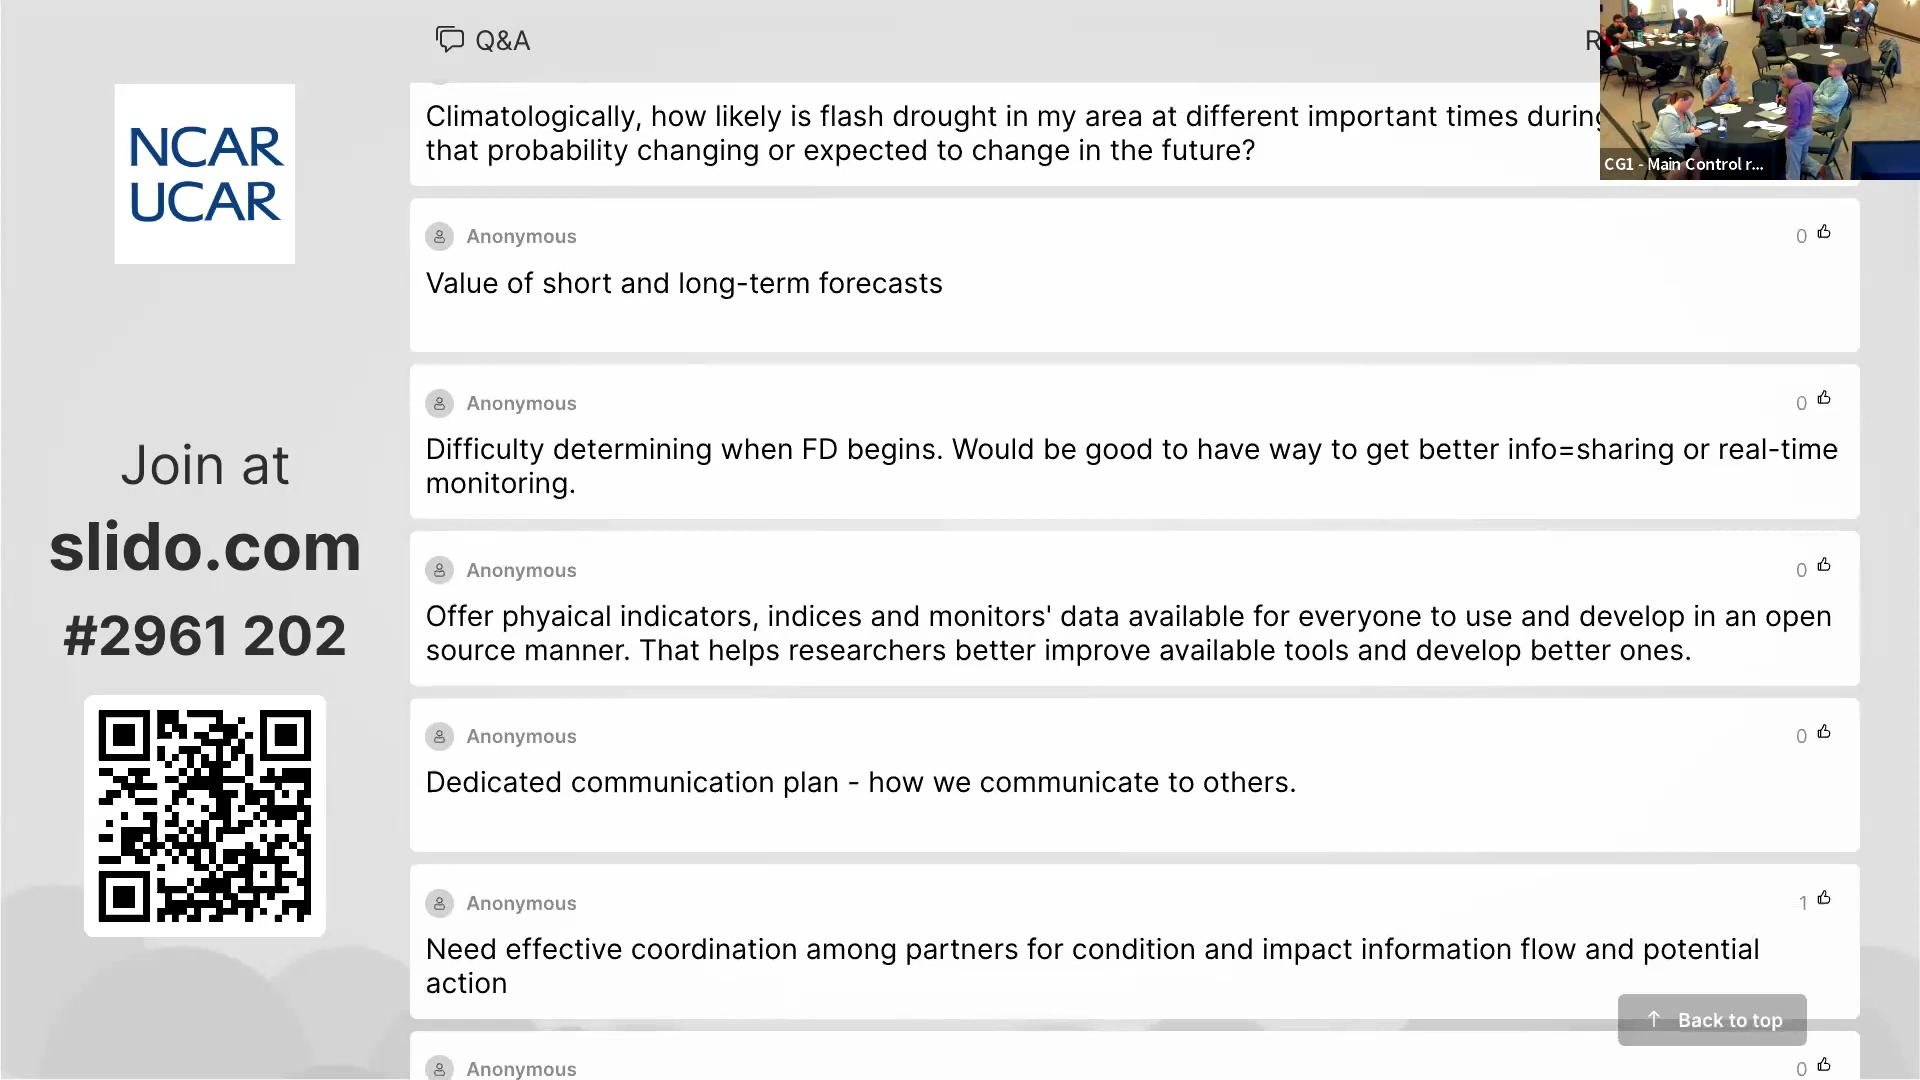 Q&A
R
NCAR
UCAR
Climatologically, how likely is flash drought in my area at different important times during
that probability changing or expected to change in the future?
CG1 - Main Control r...
Anonymous
0
Value of short and long-term forecasts
Anonymous
0
Difficulty determining when FD begins. Would be good to have way to get better info=sharing or real-time
monitoring.
Join at
slido.com
#2961 202
Anonymous
0
Offer phyaical indicators, indices and monitors' data available for everyone to use and develop in an open
source manner. That helps researchers better improve available tools and develop better ones.
Anonymous
0
Dedicated communication plan - how we communicate to others.
Anonymous
1
Need effective coordination among partners for condition and impact information flow and potential
action
↑ Back to top
Anonymous
0